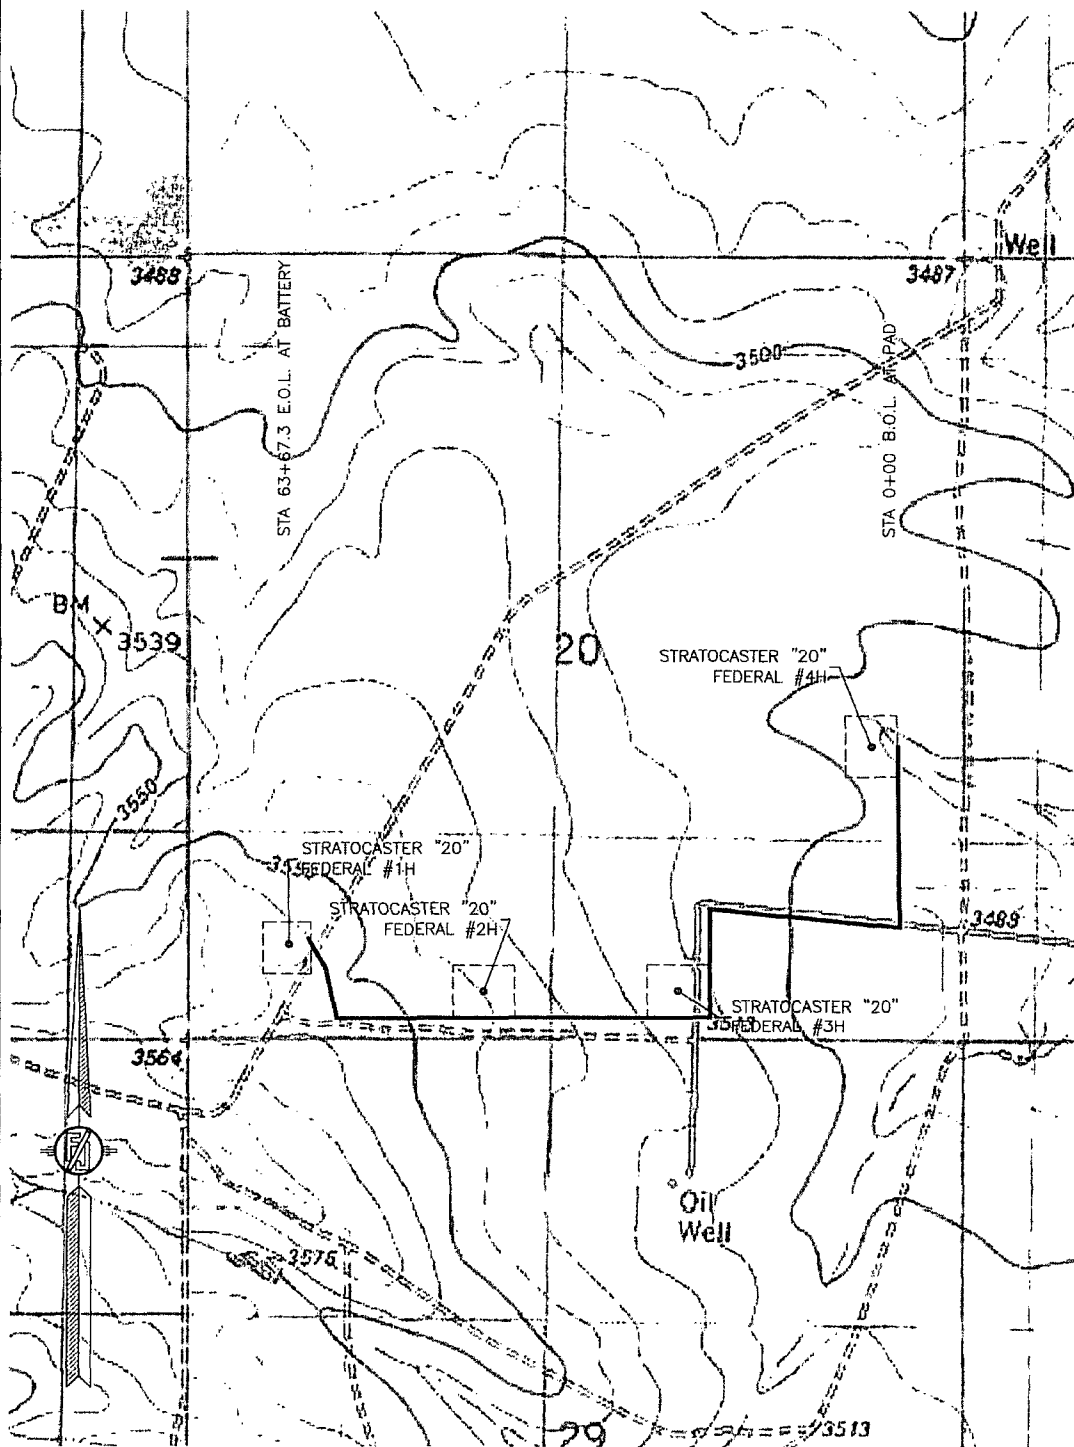 Well
3488
3487
STA 63+67.3 E.O.L. AT BATTERY
STA 0+00 B.O.L. AT PAD
3500
BM
3539
20
STRATOCASTER "20"
FEDERAL #4H
3550
STRATOCASTER "20"
FEDERAL #1H
STRATOCASTER "20"
FEDERAL #2H
3489
STRATOCASTER "20"
FEDERAL #3H
3564
Oil
Well
3576
29
3513